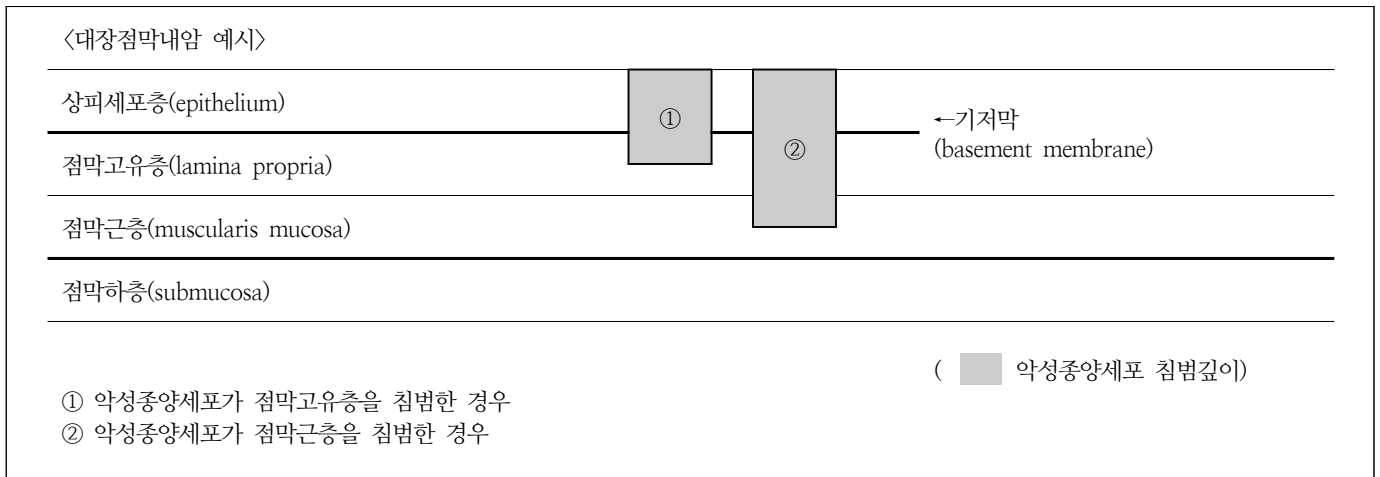 〈대장점막내암 예시〉
상피세포층(epithelium)
①
←기저막
(basement membrane)
②
점막고유층(lamina propria)
점막근층(muscularis mucosa)
점막하층(submucosa)
( 악성종양세포 침범깊이)
① 악성종양세포가 점막고유층을 침범한 경우
② 악성종양세포가 점막근층을 침범한 경우